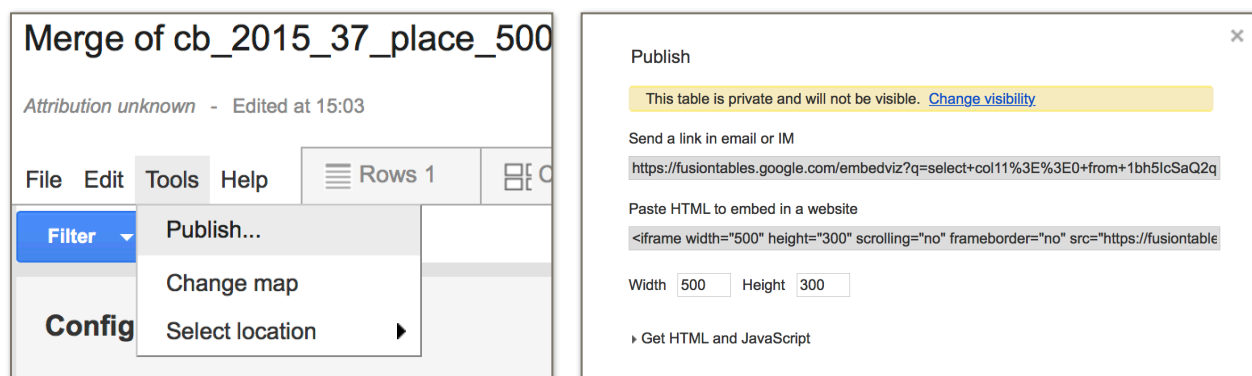 Merge of cb_2015_37_place_500
Attribution unknown - Edited at 15:03
File Edit Tools Help Rows 1 C
Filter
Publish...
Change map
Config
Select location
×
Publish
This table is private and will not be visible. Change visibility
Send a link in email or IM
https://fusiontables.google.com/embedviz?q=select+col11%3E%3E0+from+1bh5IcSaQ2q
Paste HTML to embed in a website
<iframe width="500" height="300" scrolling="no" frameborder="no" src="https://fusiontable
Width 500 Height 300
Get HTML and JavaScript